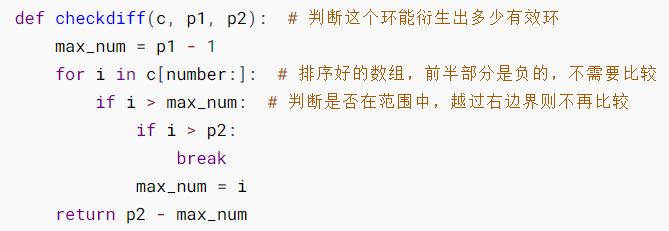 def checkdiff(c, p1, p2):  # 判断这个环能衍生出多少有效环
    max_num = p1 - 1
    for i in c[number:]:  # 排序好的数组，前半部分是负的，不需要比较
        if i > max_num:  # 判断是否在范围中，越过右边界则不再比较
            if i > p2:
                break
            max_num = i
    return p2 - max_num